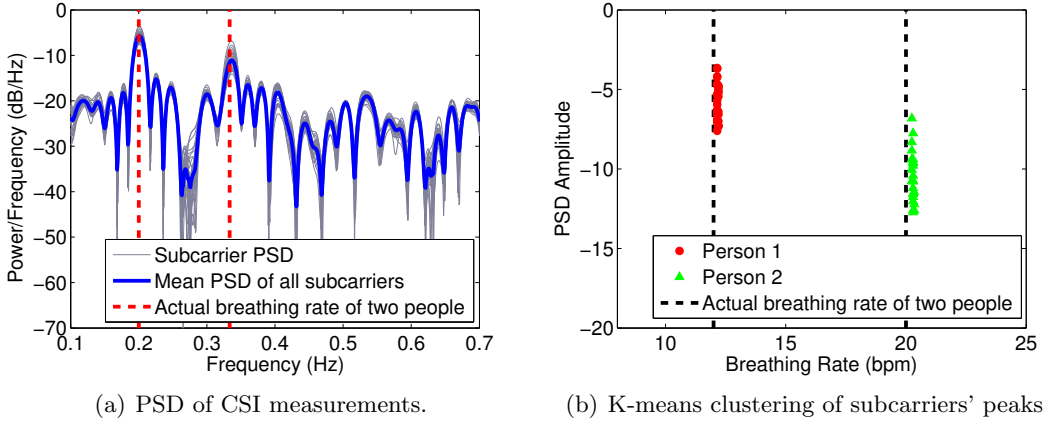 0
−10
−20
−30
−40
−50
−60
−70
Power/Frequency (dB/Hz)
Subcarrier PSD
Mean PSD of all subcarriers
Actual breathing rate of two people
0.1 0.2 0.3 0.4 0.5 0.6 0.7
Frequency (Hz)
(a) PSD of CSI measurements.
0
−5
−10
−15
−20
PSD Amplitude
Person 1
Person 2
Actual breathing rate of two people
10 15 20 25
Breathing Rate (bpm)
(b) K-means clustering of subcarriers' peaks